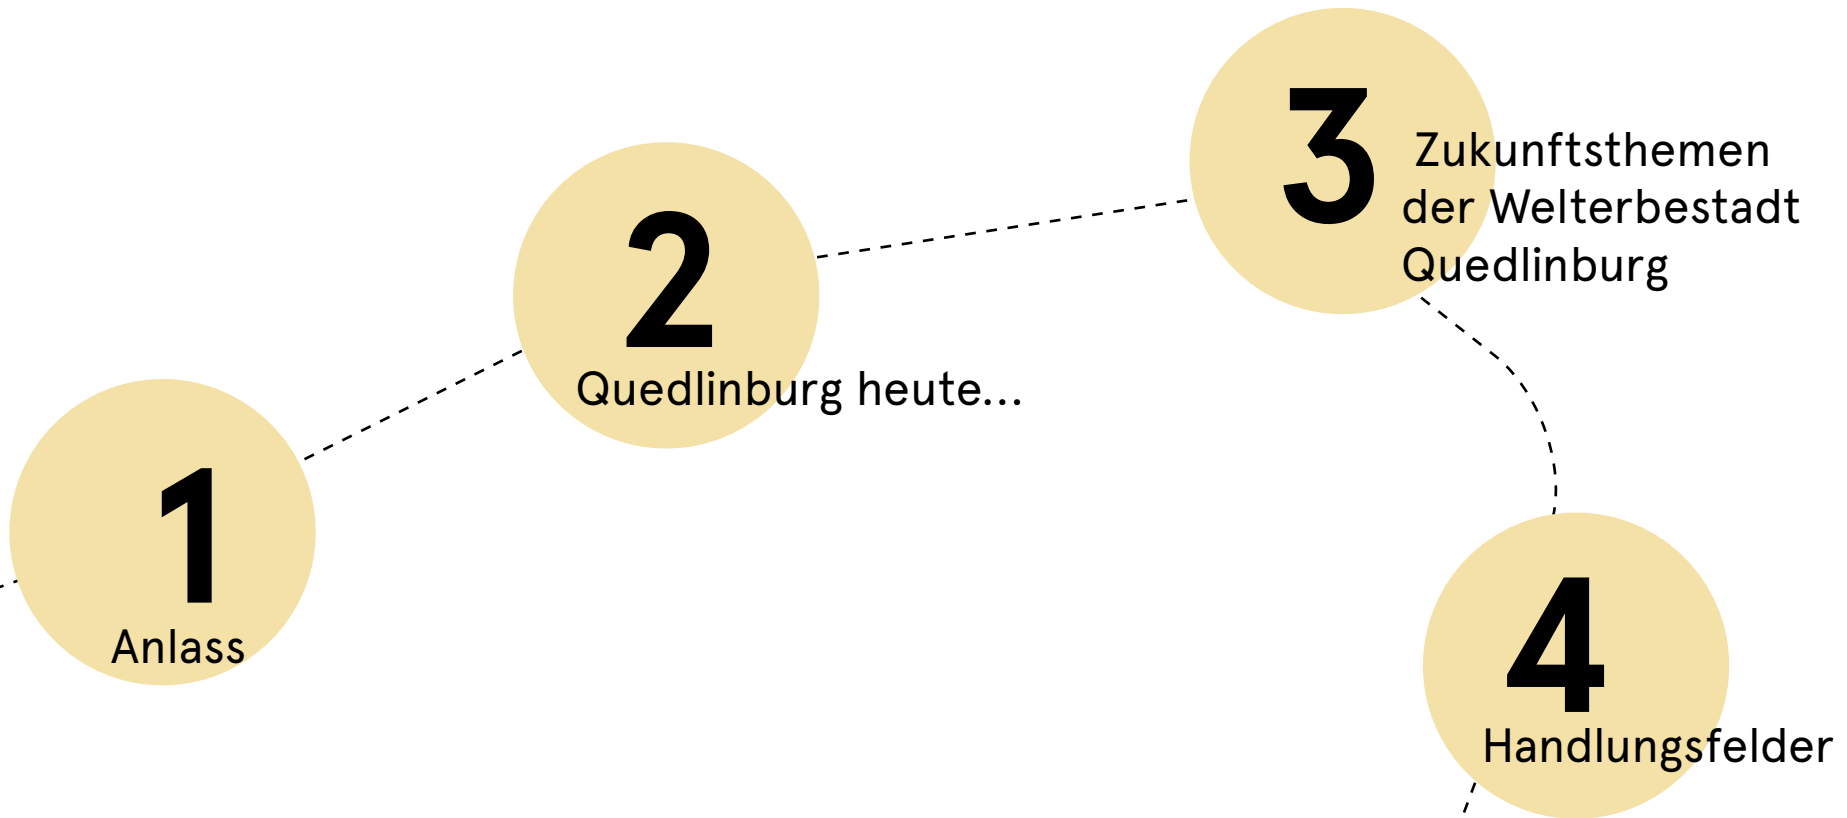 1
Anlass
2
Quedlinburg heute...
3
Zukunftsthemen
der Welterbestadt
Quedlinburg
4
Handlungsfelder